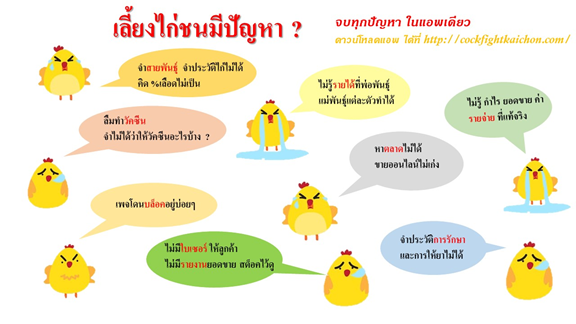 เลี้ยงไก่ชนมีปัญหา ?
จบทุกปัญหา ในแอพเดียว
ดาวน์โหลดแอพ ได้ที่ http://cockfightkaichon.com/
จำสายพันธุ์ จำประวัติไก่ไม่ได้
คิด %เลือดไม่เป็น
ไม่รู้รายได้ที่พ่อพันธุ์
แม่พันธุ์แต่ละตัวทำได้
ไม่รู้ กำไร ยอดขาย ค่า
รายจ่าย ที่แท้จริง
ลืมทำวัคซีน
จำไม่ได้ว่าให้วัคซีนอะไรบ้าง ?
หาตลาดไม่ได้
ขายออนไลน์ไม่เก่ง
เพจโดนบล็อกอยู่บ่อยๆ
ไม่มีใบเซอร์ ให้ลูกค้า
ไม่มีรายงานยอดขาย สต็อคไว้ดู
จำประวัติการรักษา
และการให้ยาไม่ได้